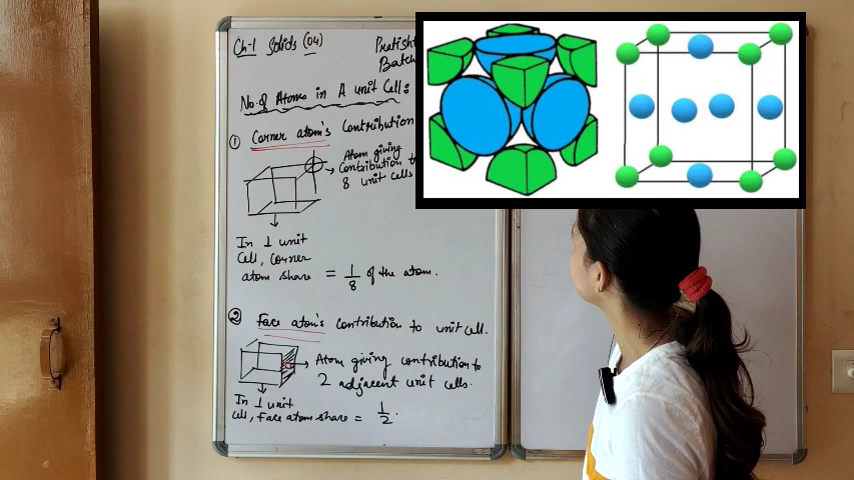 Ch-1 Solids (04)
Batch
No. of Atoms in A unit Cell:
① Corner atom's Contribution
Atom giving
Contribution to
8 unit cells
In 1 unit
Cell, Corner
atom share = 1/8 of the atom.
② Face atom's contribution to unit cell.
Atom giving contribution to
2 adjacent unit cells.
In 1 unit
Cell, Face atom share = 1/2.